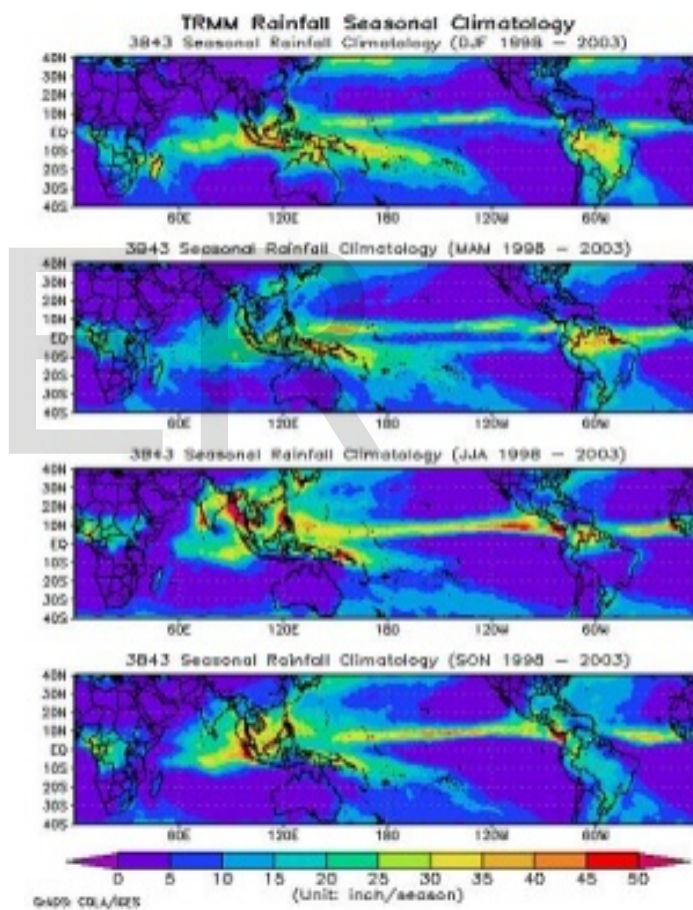 TRMM Rainfall Seasonal Climatology
3B43 Seasonal Rainfall Climatology (DJF 1998 – 2003)
40N
30N
20N
10N
EQ
10S
20S
30S
40S
60E 120E 180 120W 60W
3B43 Seasonal Rainfall Climatology (MAM 1998 – 2003)
40N
30N
20N
10N
EQ
10S
20S
30S
40S
60E 120E 180 120W 60W
3B43 Seasonal Rainfall Climatology (JJA 1998 – 2003)
40N
30N
20N
10N
EQ
10S
20S
30S
40S
60E 120E 180 120W 60W
3B43 Seasonal Rainfall Climatology (SON 1998 – 2003)
40N
30N
20N
10N
EQ
10S
20S
30S
40S
60E 120E 180 120W 60W
0 5 10 15 20 25 30 35 40 45 50
(Unit: inch/season)
GrADS: COLA/IGES
ER